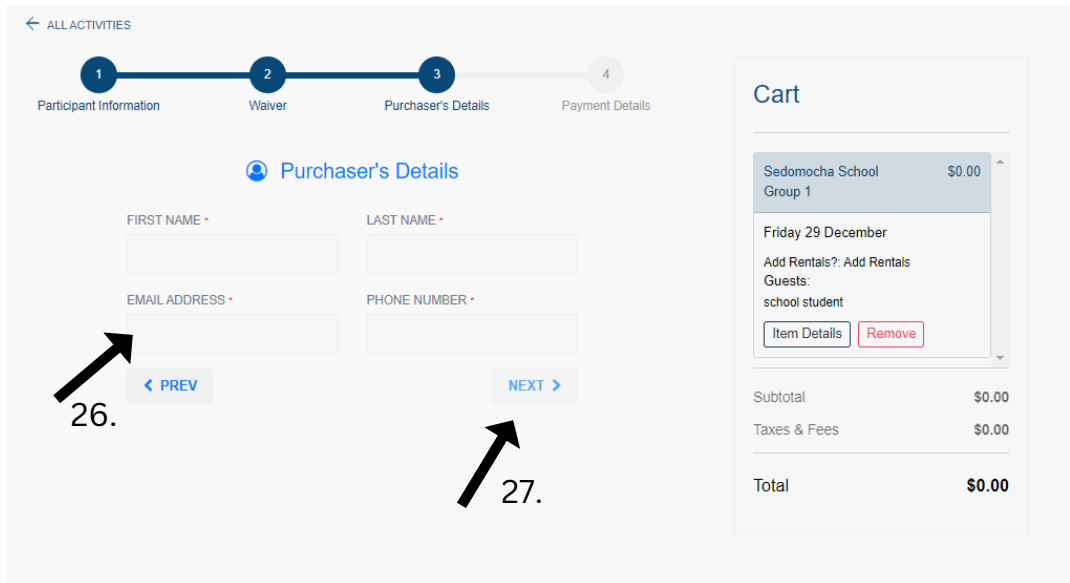 ALL ACTIVITIES
1 2 3 4
Participant Information Waiver Purchaser's Details Payment Details
Purchaser's Details
FIRST NAME * LAST NAME *
EMAIL ADDRESS * PHONE NUMBER *
PREV NEXT
26.
27.
Cart
Sedomocha School $0.00
Group 1
Friday 29 December
Add Rentals?: Add Rentals
Guests:
school student
Item Details Remove
Subtotal $0.00
Taxes & Fees $0.00
Total $0.00